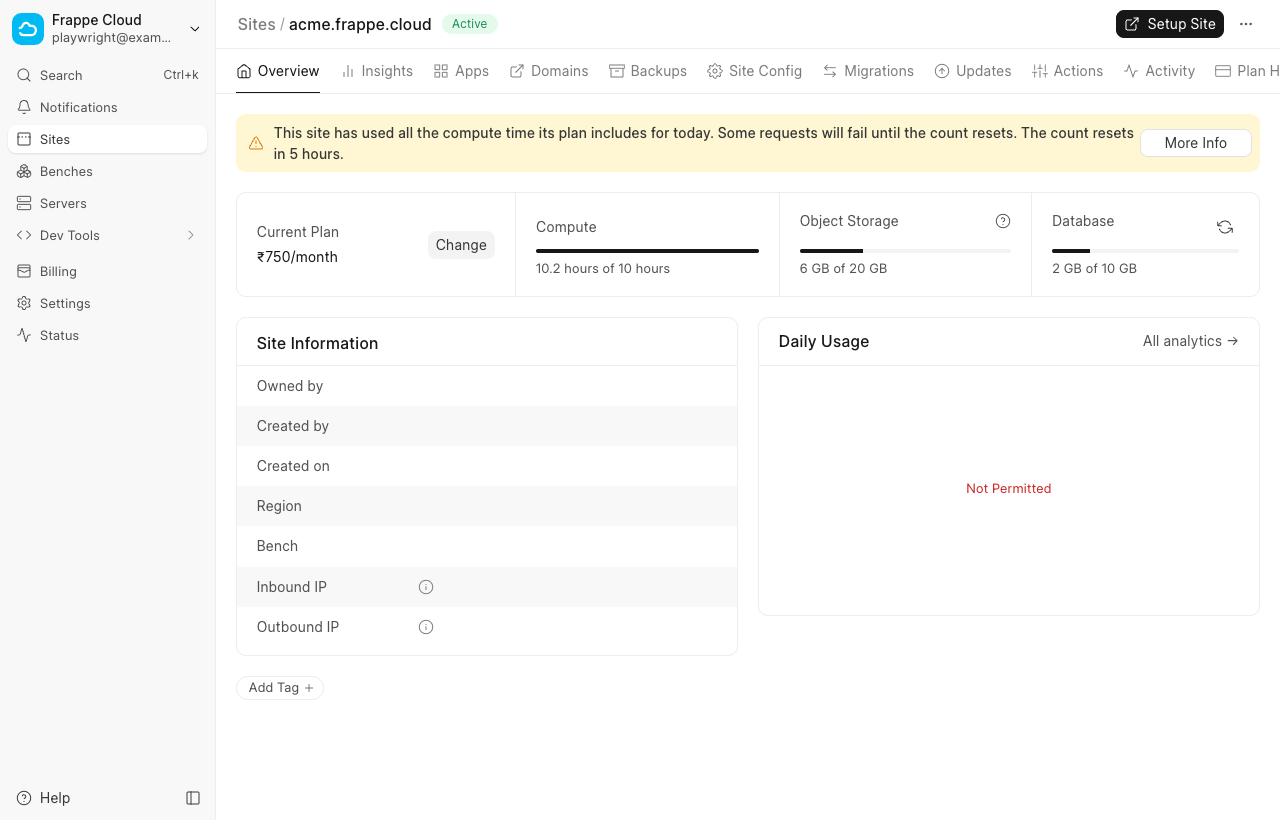 Frappe Cloud
playwright@exam...
Search Ctrl+k
Notifications
Sites
Benches
Servers
Dev Tools
Billing
Settings
Status
Help
Sites / acme.frappe.cloud Active
Setup Site
Overview Insights Apps Domains Backups Site Config Migrations Updates Actions Activity Plan H
This site has used all the compute time its plan includes for today. Some requests will fail until the count resets. The count resets
in 5 hours.
More Info
Current Plan
₹750/month
Change
Compute
10.2 hours of 10 hours
Object Storage
6 GB of 20 GB
Database
2 GB of 10 GB
Site Information
Owned by
Created by
Created on
Region
Bench
Inbound IP
Outbound IP
Daily Usage
All analytics →
Not Permitted
Add Tag +